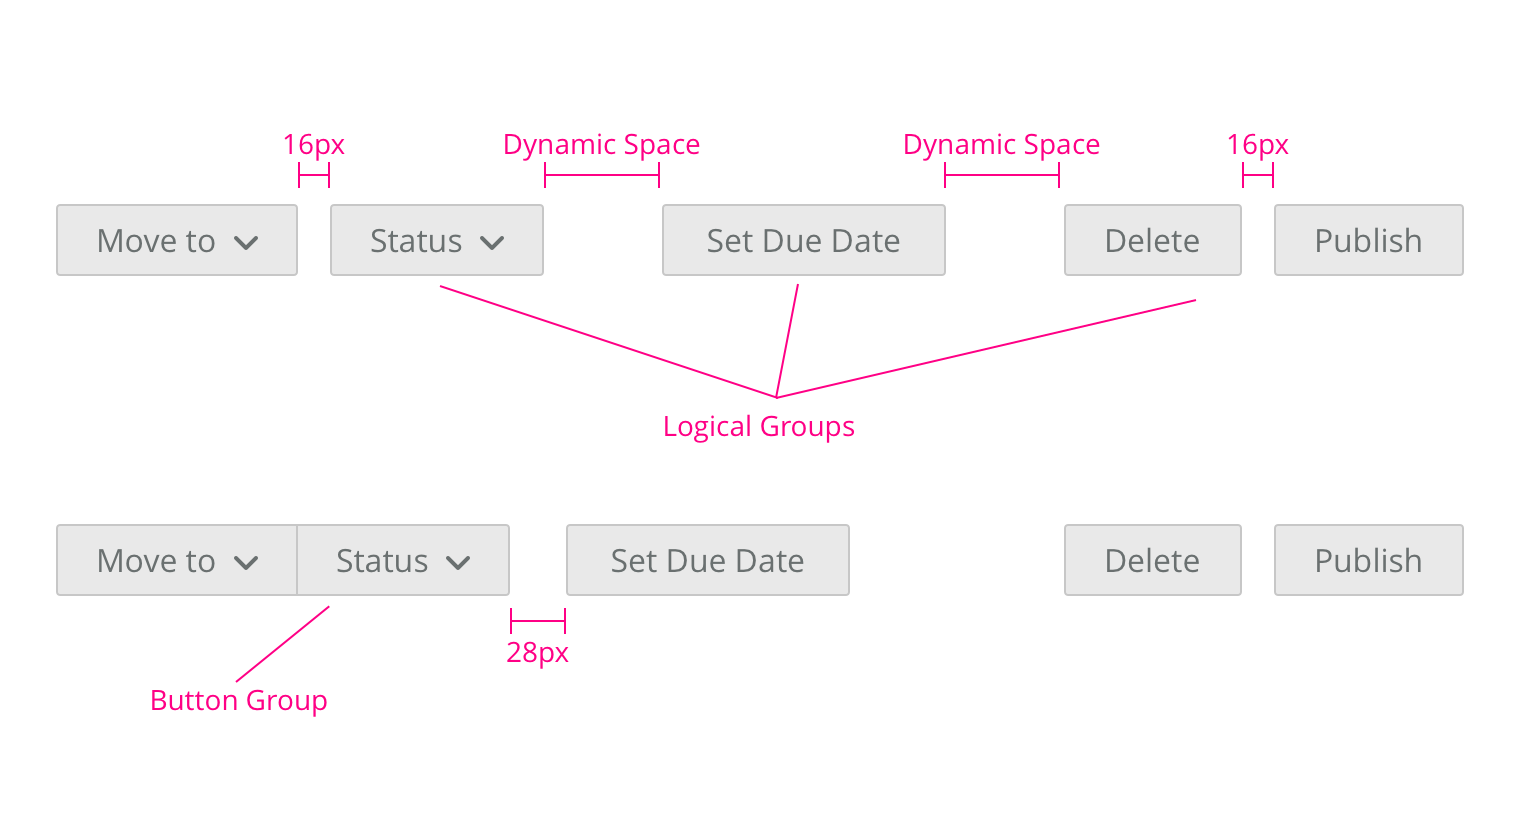 16px
Dynamic Space
Dynamic Space
16px
Move to
Status
Set Due Date
Delete
Publish
Logical Groups
Move to
Status
Set Due Date
Delete
Publish
28px
Button Group